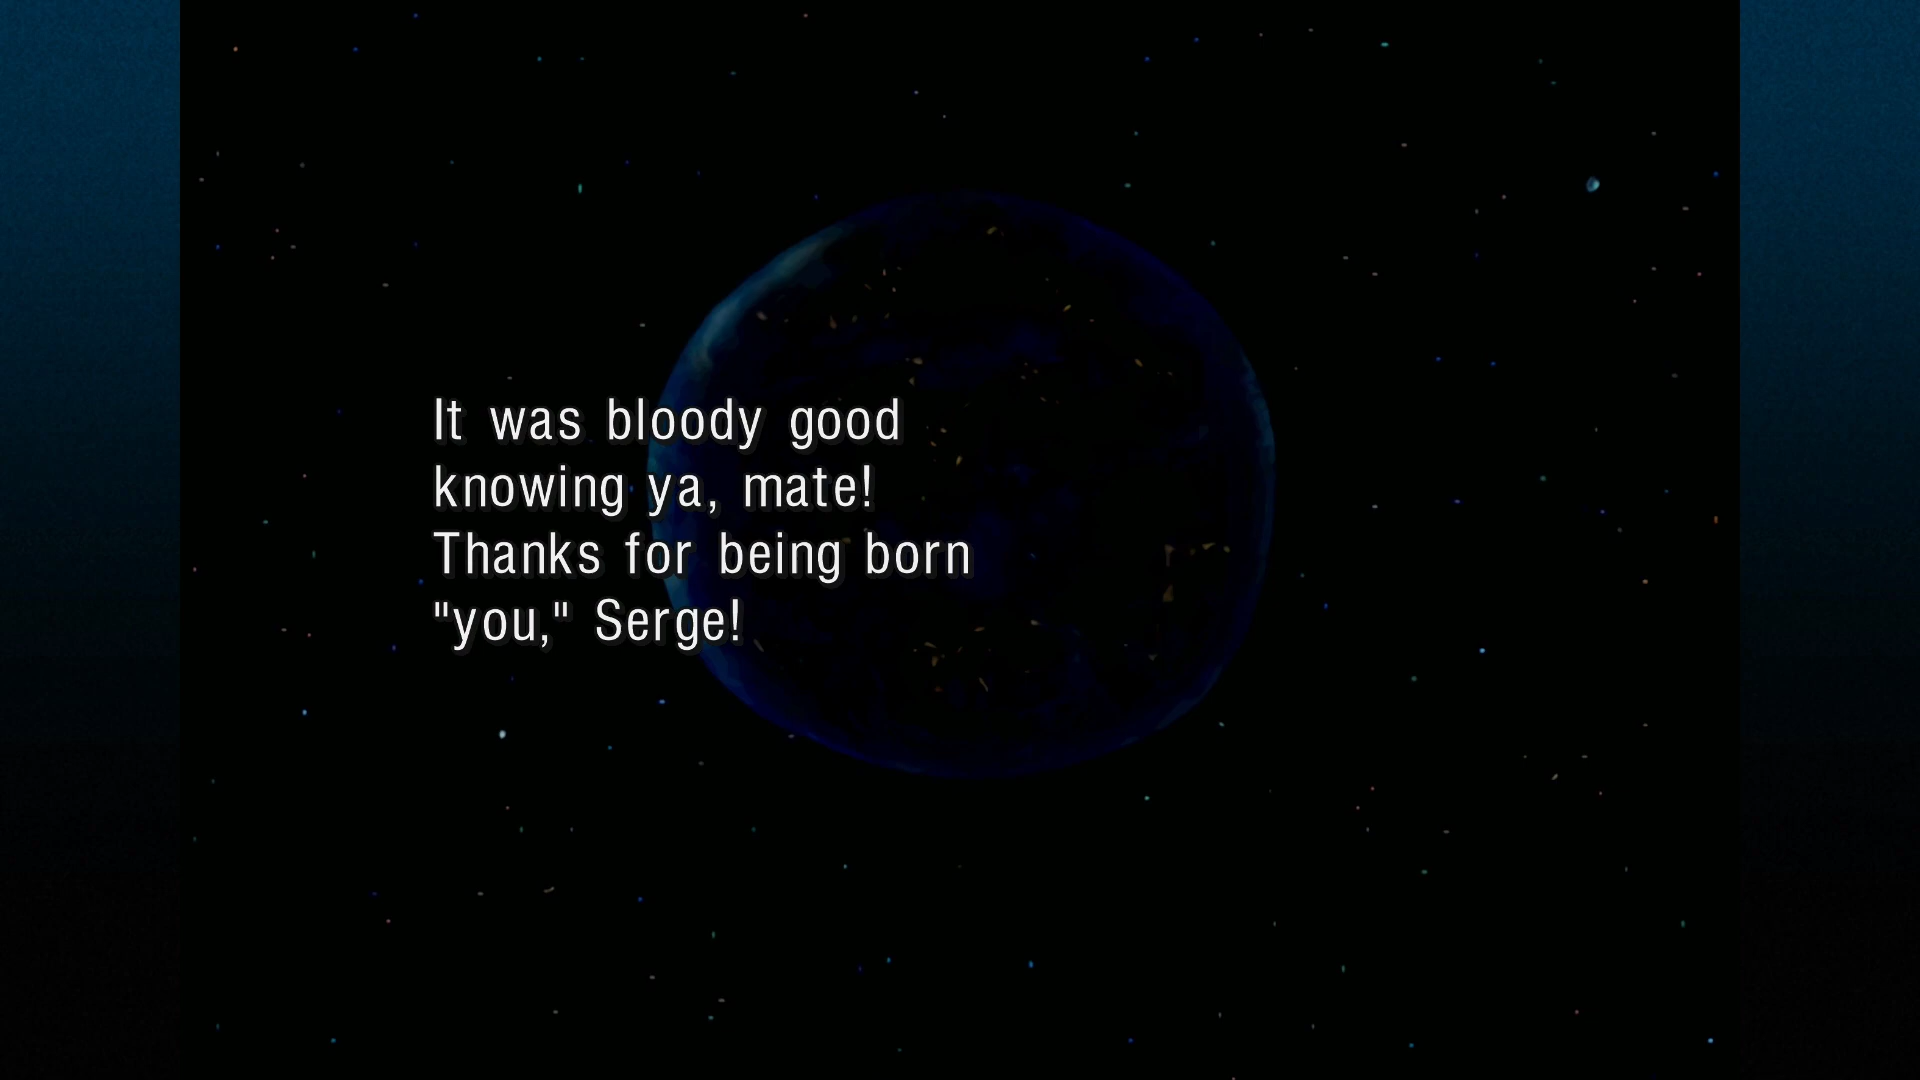 It was bloody good
knowing ya, mate!
Thanks for being born
"you," Serge!